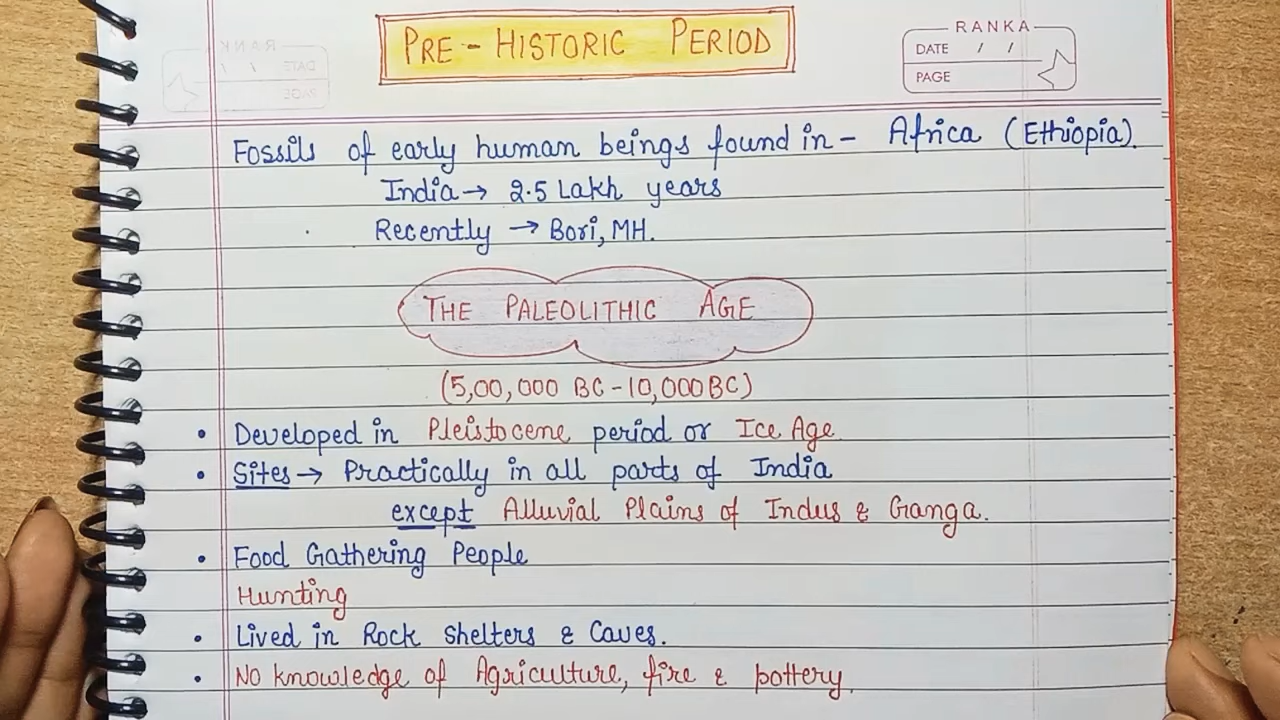 PRE - HISTORIC PERIOD
RANKA
DATE / /
PAGE
Fossils of early human beings found in - Africa (Ethiopia).
India → 2.5 Lakh years
Recently → Bori, MH.
THE PALEOLITHIC AGE
(5,00,000 BC - 10,000 BC)
• Developed in Pleistocene period or Ice Age
• Sites → Practically in all parts of India
except Alluvial Plains of Indus & Ganga.
• Food Gathering People
Hunting
• Lived in Rock Shelters & Caves.
• No knowledge of Agriculture, fire & pottery.